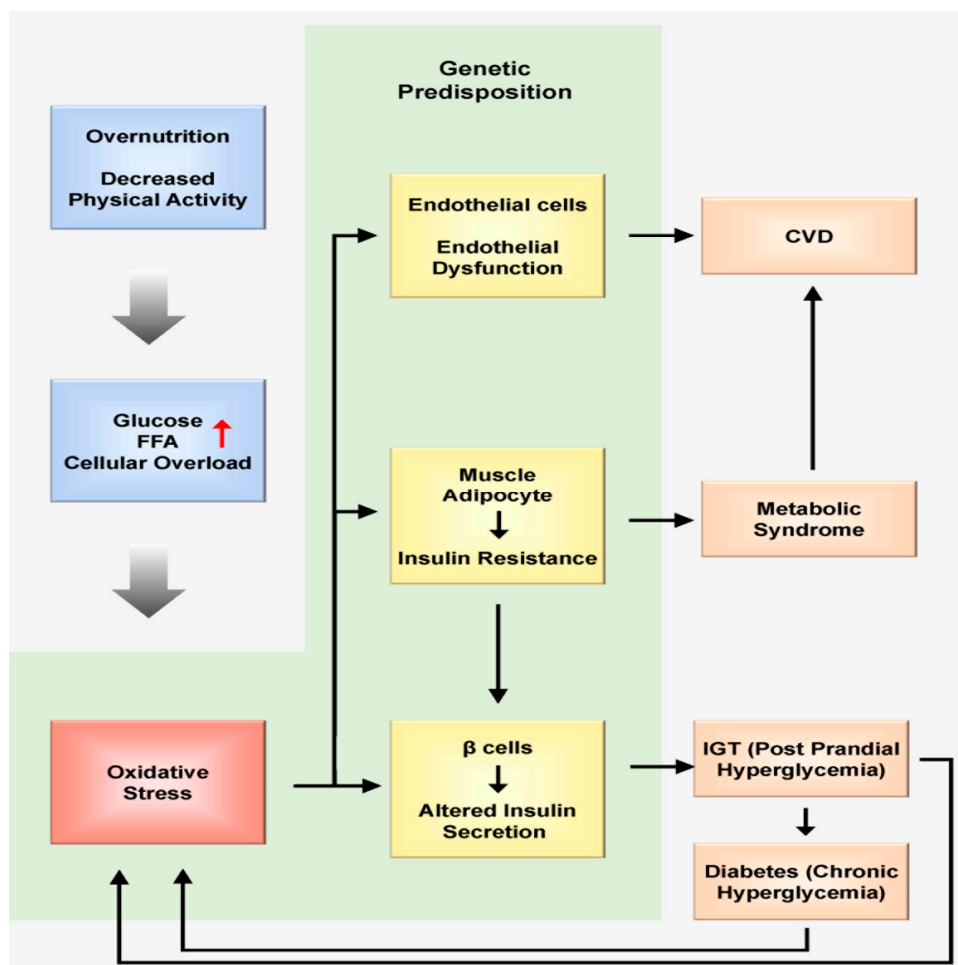 Genetic
Predisposition
Overnutrition
Decreased
Physical Activity
Endothelial cells
Endothelial
Dysfunction
CVD
Glucose
FFA
Cellular Overload
Muscle
Adipocyte
Insulin Resistance
Metabolic
Syndrome
Oxidative
Stress
β cells
Altered Insulin
Secretion
IGT (Post Prandial
Hyperglycemia)
Diabetes (Chronic
Hyperglycemia)